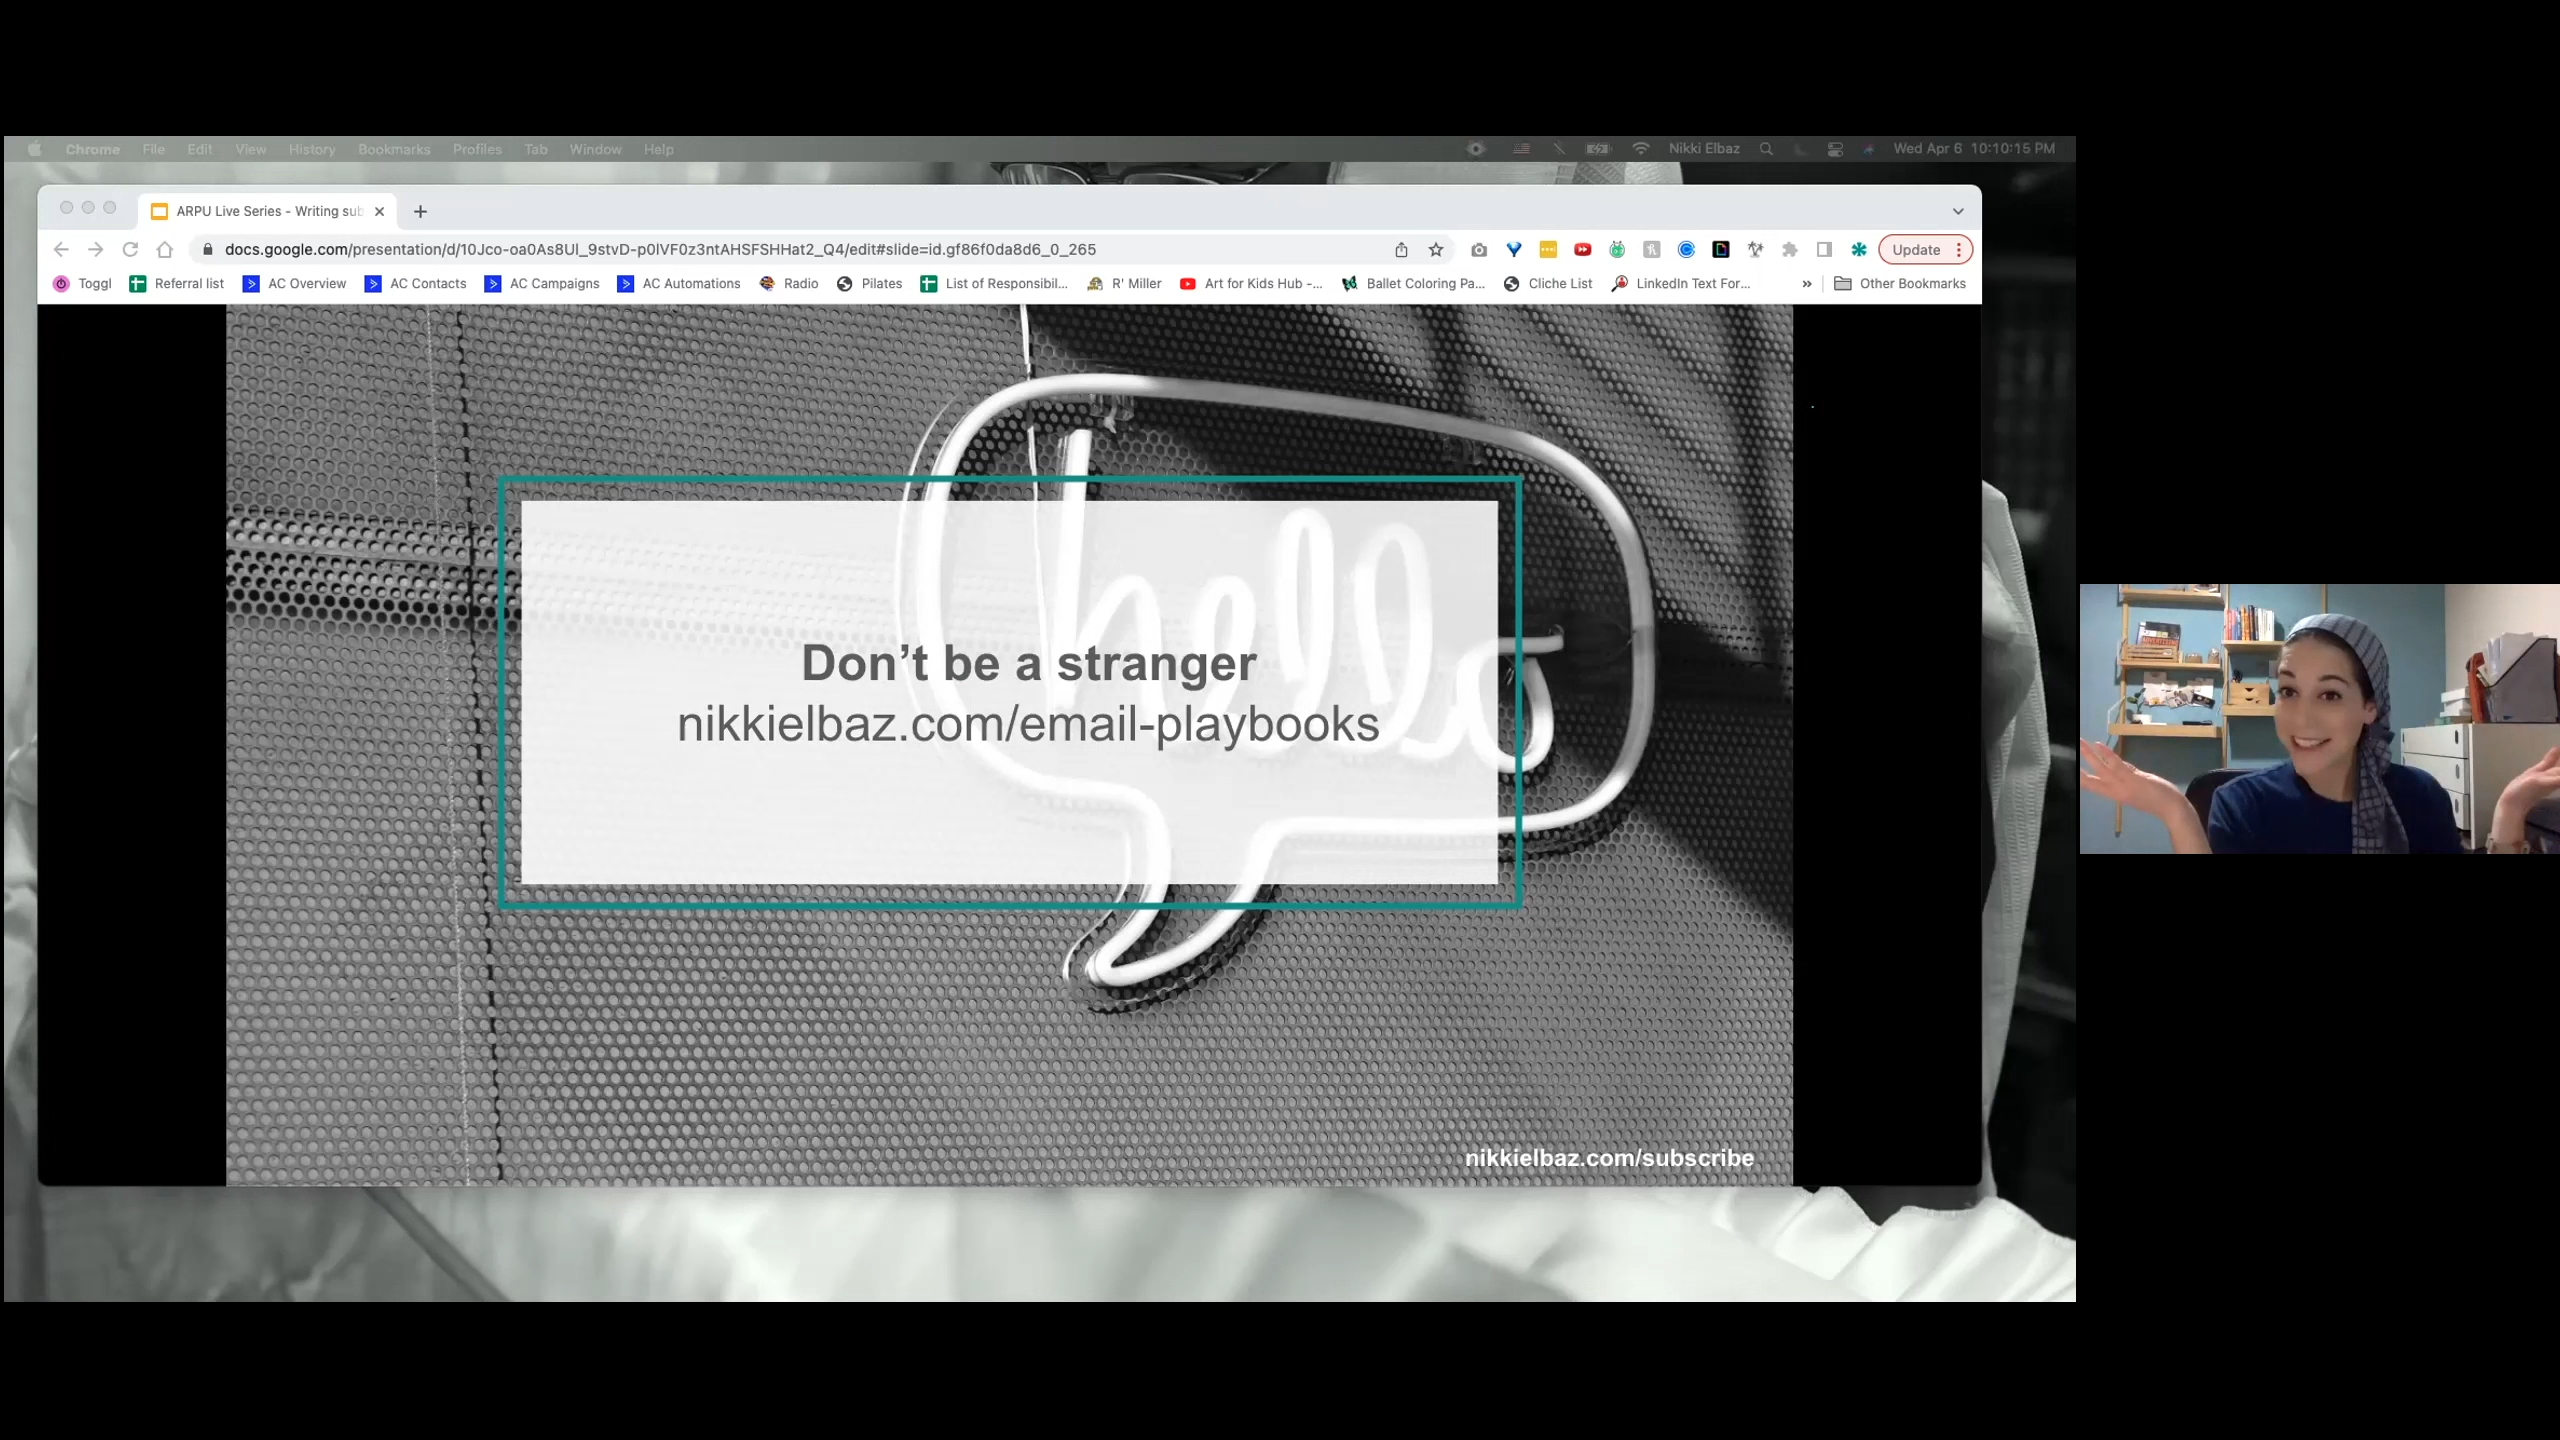 Chrome File Edit View History Bookmarks Profiles Tab Window Help Nikki Elbaz Wed Apr 6 10:10:15 PM
ARPU Live Series - Writing sub
docs.google.com/presentation/d/10Jco-oa0As8Ul_9stvD-p0lVF0z3ntAHSFSHHat2_Q4/edit#slide=id.gf86f0da8d6_0_265 Update
Toggl Referral list AC Overview AC Contacts AC Campaigns AC Automations Radio Pilates List of Responsibil... R' Miller Art for Kids Hub -... Ballet Coloring Pa... Cliche List LinkedIn Text For... » Other Bookmarks
hello
Don’t be a stranger
nikkielbaz.com/email-playbooks
nikkielbaz.com/subscribe